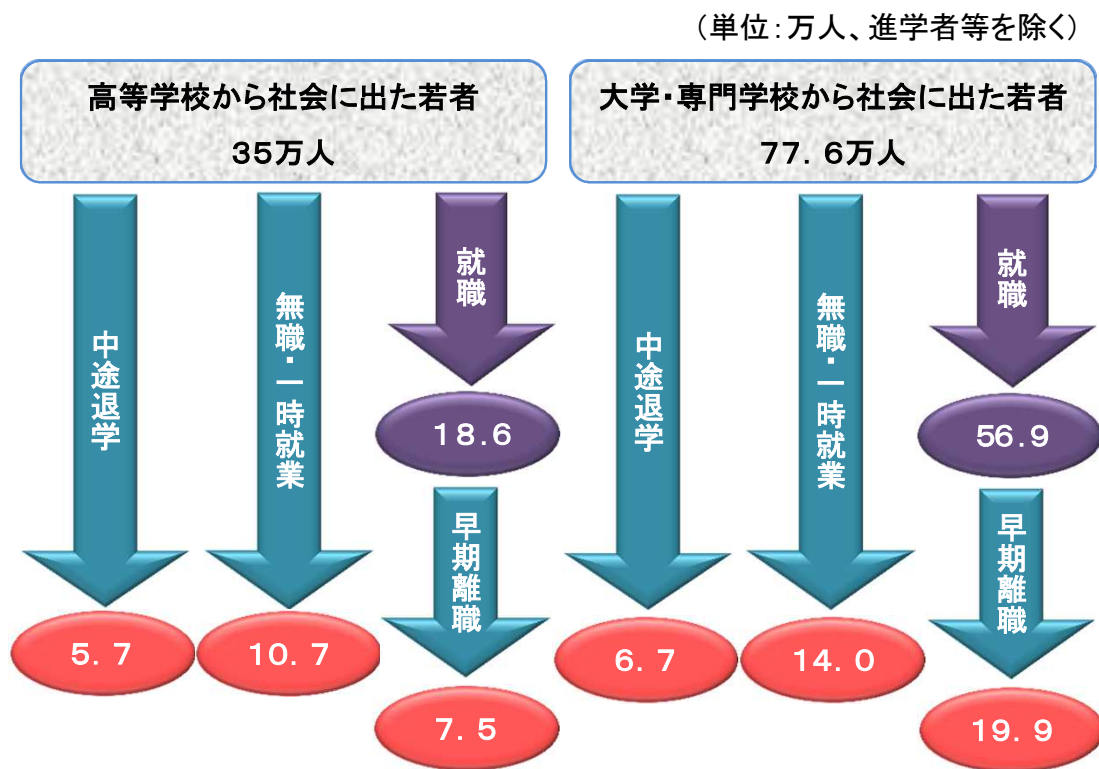 （単位：万人、進学者等を除く）
高等学校から社会に出た若者
３５万人
大学・専門学校から社会に出た若者
７７．６万人
中途退学
無職・一時就業
就職
中途退学
無職・一時就業
就職
１８．６
５６．９
早期離職
早期離職
５．７
１０．７
７．５
６．７
１４．０
１９．９